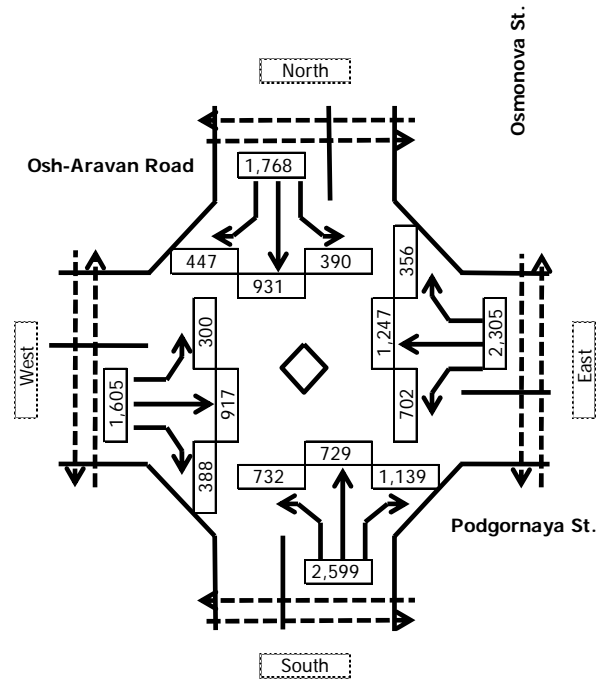 Osmonova St.
North
Osh-Aravan Road
1,768
447
390
931
356
300
1,247
2,305
West
1,605
917
East
702
388
729
732
1,139
Podgornaya St.
2,599
South